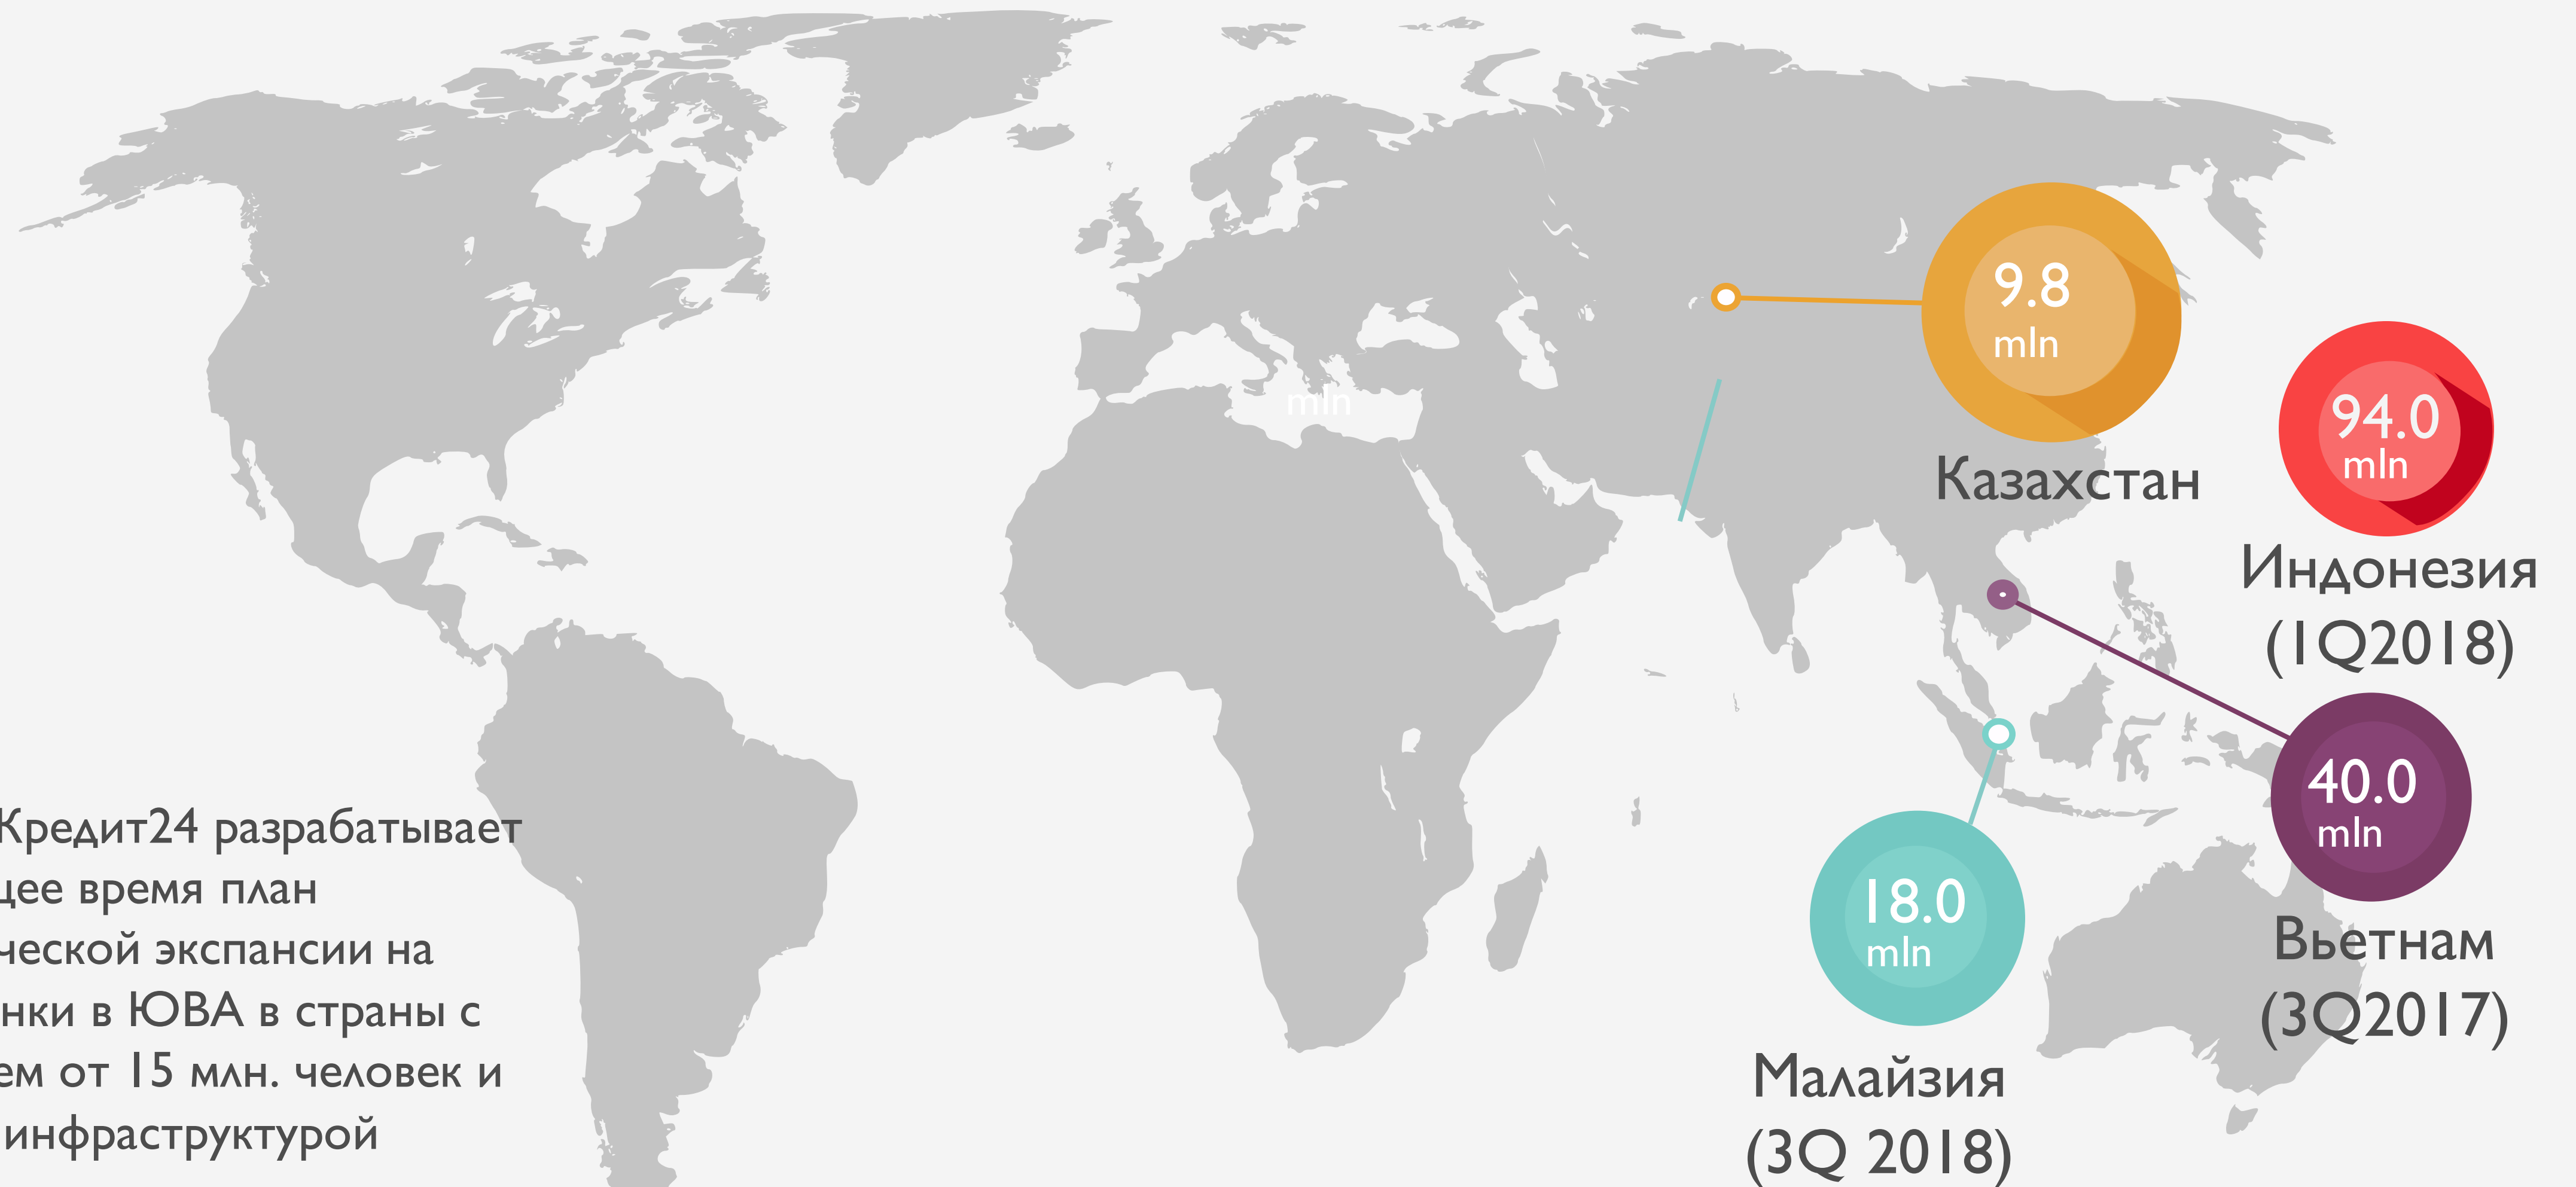 9.8
mln
Казахстан
94.0
mln
Индонезия
(1Q2018)
mln
40.0
mln
Вьетнам
(3Q2017)
18.0
mln
Малайзия
(3Q 2018)
Кредит24 разрабатывает
щее время план
ческой экспансии на
нки в ЮВА в страны с
ем от 15 млн. человек и
инфраструктурой